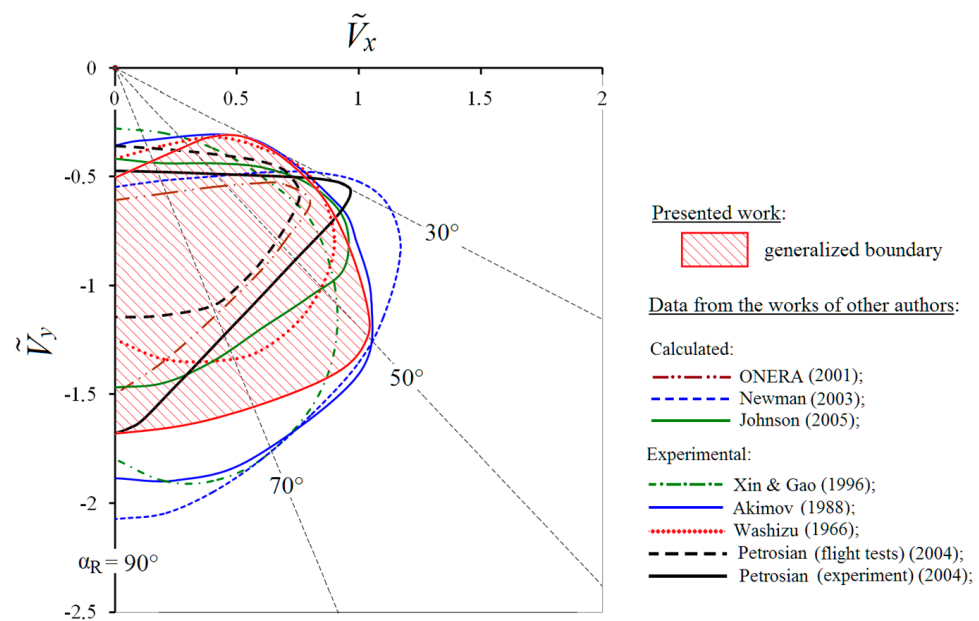 Ṽx
0
0 0.5 1 1.5 2
-0.5
-1
-1.5
-2
-2.5
Ṽy
30°
50°
70°
αR = 90°
Presented work:
generalized boundary
Data from the works of other authors:
Calculated:
ONERA (2001);
Newman (2003);
Johnson (2005);
Experimental:
Xin & Gao (1996);
Akimov (1988);
Washizu (1966);
Petrosian (flight tests) (2004);
Petrosian (experiment) (2004);